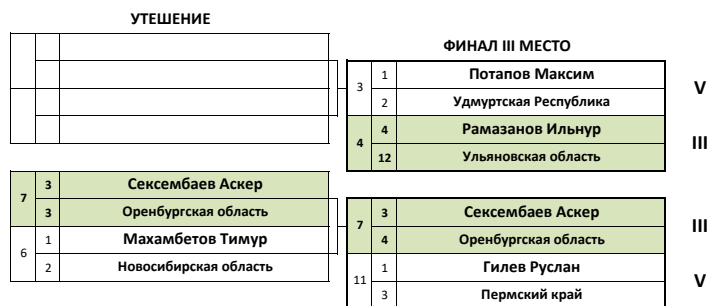 УТЕШЕНИЕ
ФИНАЛ III МЕСТО
3 1 Потапов Максим V
2 Удмуртская Республика
4 4 Рамазанов Ильнур III
12 Ульяновская область
7 3 Сексембаев Аскер
3 Оренбургская область
6 1 Махамбетов Тимур
2 Новосибирская область
7 3 Сексембаев Аскер III
4 Оренбургская область
11 1 Гилев Руслан V
3 Пермский край